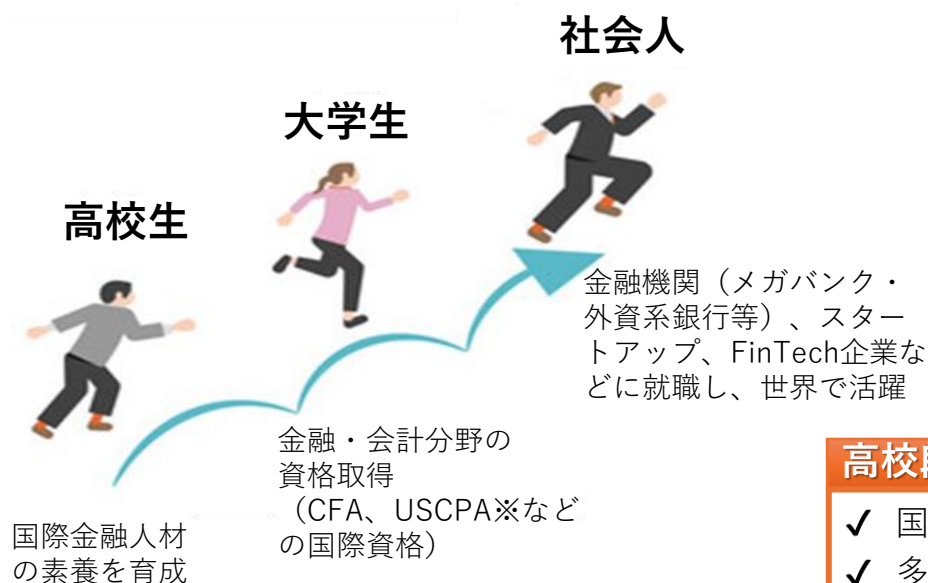 社会人
大学生
高校生
金融機関（メガバンク・
外資系銀行等）、スター
トアップ、FinTech企業な
どに就職し、世界で活躍
金融・会計分野の
資格取得
（CFA、USCPA※など
の国際資格）
国際金融人材
の素養を育成
高校
✓ 国
✓ 多